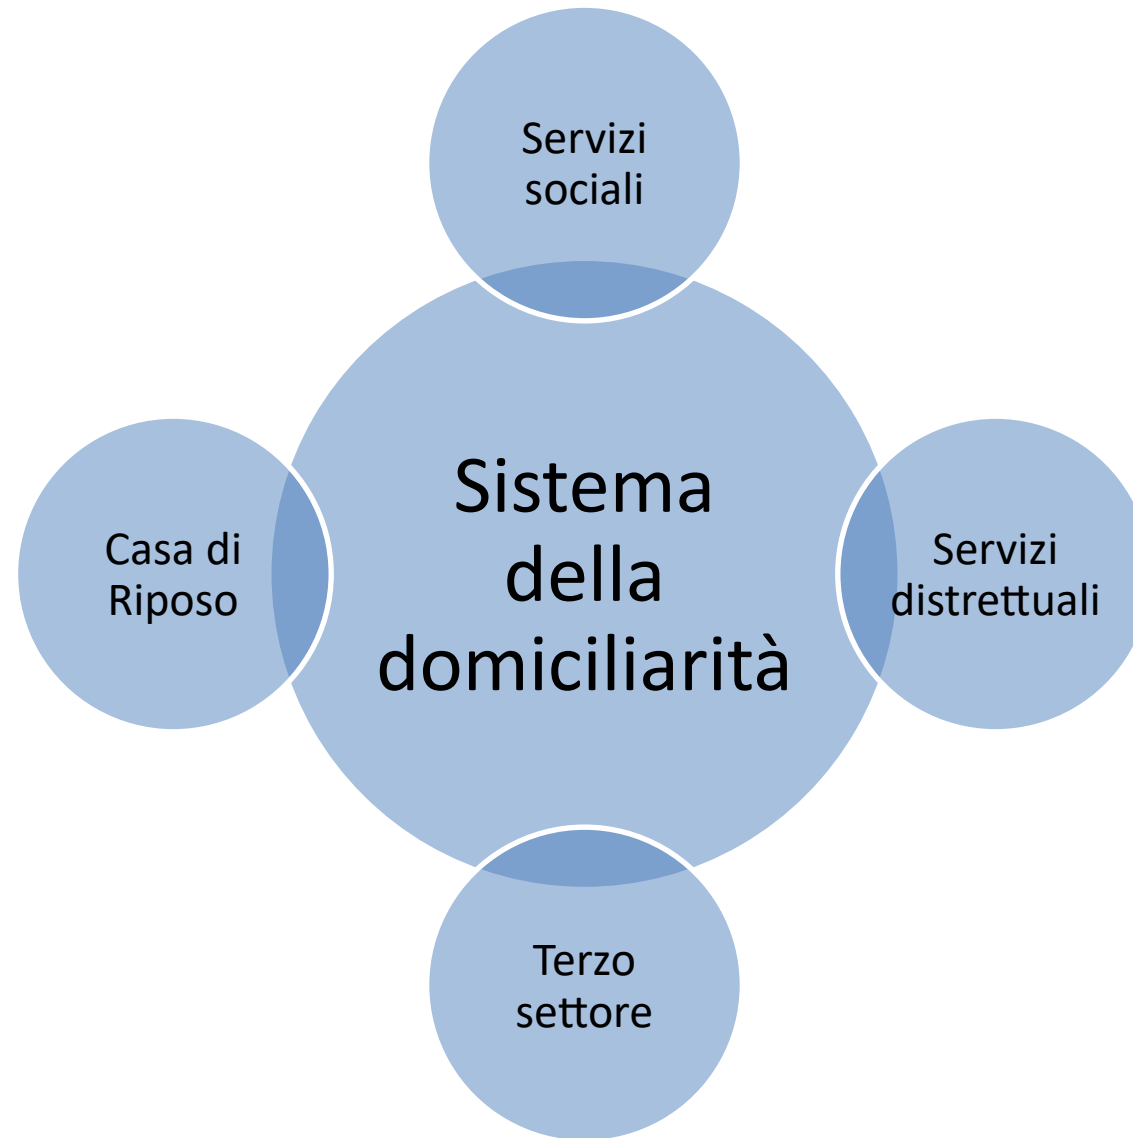 Servizi
sociali
Casa di
Riposo
Sistema
della
domiciliarità
Servizi
distrettuali
Terzo
settore